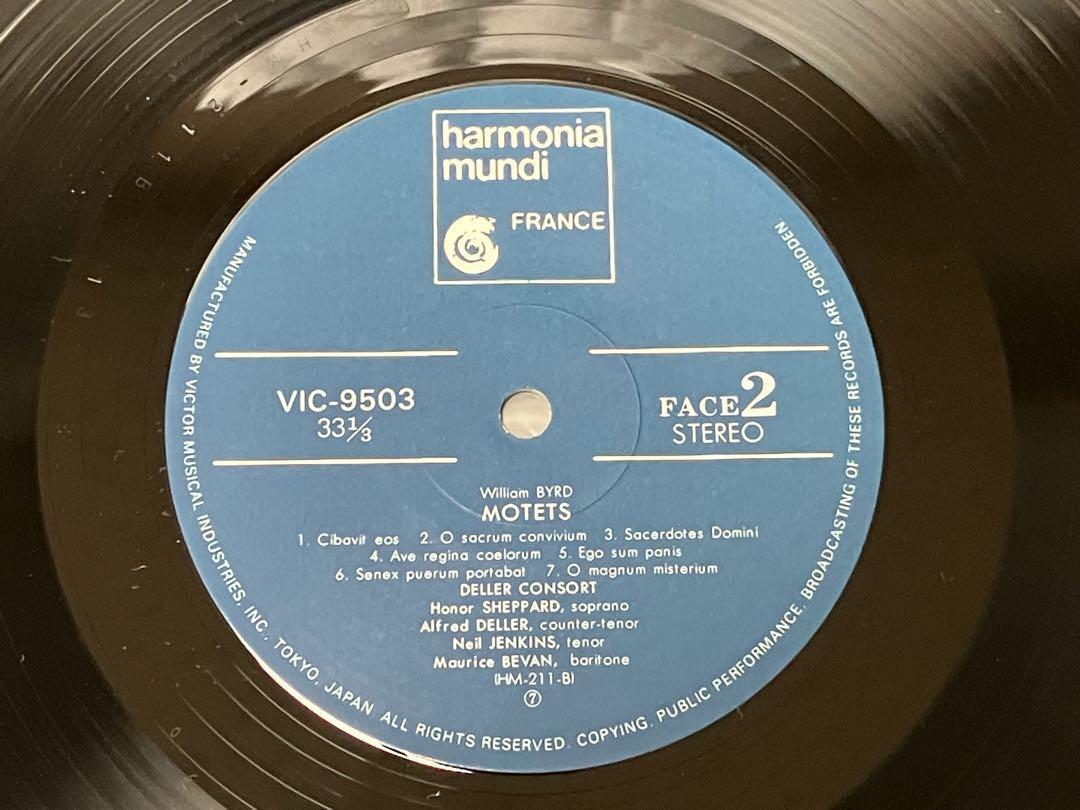 harmonia
mundi
FRANCE
VIC-9503
33⅓
FACE 2
STEREO
William BYRD
MOTETS
1. Cibavit eos 2. O sacrum convivium 3. Sacerdotes Domini
4. Ave regina coelorum 5. Ego sum panis
6. Senex puerum portabat 7. O magnum misterium
DELLER CONSORT
Honor SHEPPARD, soprano
Alfred DELLER, counter-tenor
Neil JENKINS, tenor
Maurice BEVAN, baritone
(HM-211-B)
⑦
MANUFACTURED BY VICTOR MUSICAL INDUSTRIES, INC., TOKYO, JAPAN ALL RIGHTS RESERVED. COPYING, PUBLIC PERFORMANCE, BROADCASTING OF THESE RECORDS ARE FORBIDDEN